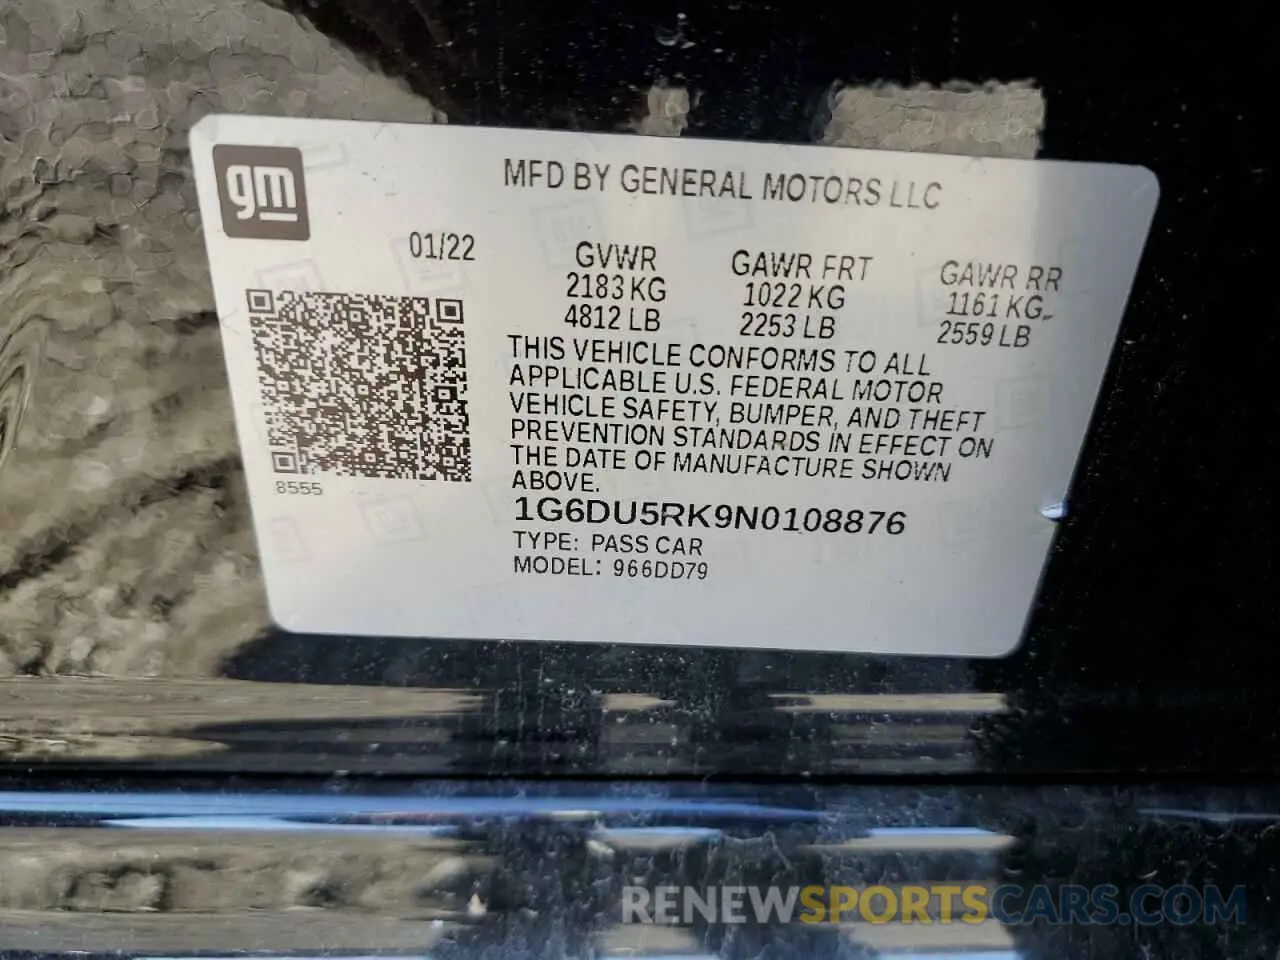 gm
MFD BY GENERAL MOTORS LLC
01/22
GVWR GAWR FRT GAWR RR
2183 KG 1022 KG 1161 KG
4812 LB 2253 LB 2559 LB
THIS VEHICLE CONFORMS TO ALL
APPLICABLE U.S. FEDERAL MOTOR
VEHICLE SAFETY, BUMPER, AND THEFT
PREVENTION STANDARDS IN EFFECT ON
THE DATE OF MANUFACTURE SHOWN
ABOVE.
8555
1G6DU5RK9N0108876
TYPE: PASS CAR
MODEL: 966DD79
RENEWSPORTSCARS.COM